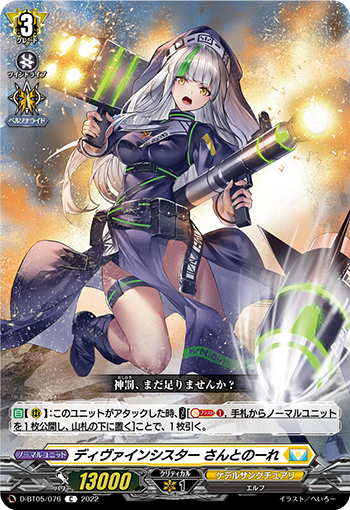 3
グレード
ツインドライブ
ペルソナライド
神罰、まだ足りませんか?
おしおき
【R】:このユニットがアタックした時、【コスト】[CB1, 手札からノーマルユニット
を1枚公開し、山札の下に置く]ことで、1枚引く。
ノーマルユニット
ディヴァインシスター さんとのーれ
パワー 13000
クリティカル
1
ケテルサンクチュアリ
エルフ
D-BT05/076 C 2022
イラスト/へいろー